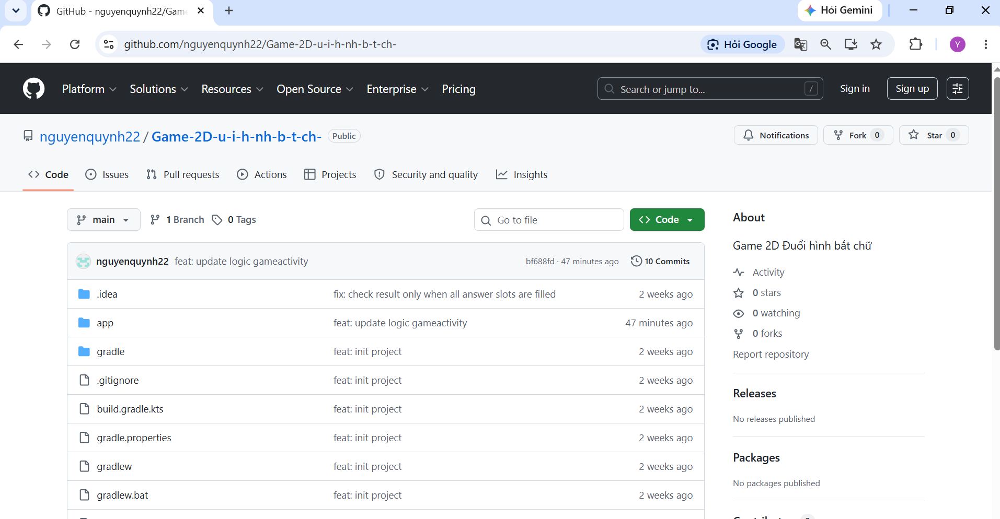 GitHub - nguyenquynh22/Game
Hỏi Gemini
github.com/nguyenquynh22/Game-2D-u-i-h-nh-b-t-ch-
Hỏi Google
Y
Platform Solutions Resources Open Source Enterprise Pricing
Search or jump to... /
Sign in
Sign up
nguyenquynh22 / Game-2D-u-i-h-nh-b-t-ch- Public
Notifications
Fork 0
Star 0
Code Issues Pull requests Actions Projects Security and quality Insights
main 1 Branch 0 Tags
Go to file
Code
nguyenquynh22 feat: update logic gameactivity bf688fd · 47 minutes ago 10 Commits
.idea fix: check result only when all answer slots are filled 2 weeks ago
app feat: update logic gameactivity 47 minutes ago
gradle feat: init project 2 weeks ago
.gitignore feat: init project 2 weeks ago
build.gradle.kts feat: init project 2 weeks ago
gradle.properties feat: init project 2 weeks ago
gradlew feat: init project 2 weeks ago
gradlew.bat feat: init project 2 weeks ago
About
Game 2D Đuổi hình bắt chữ
Activity
0 stars
0 watching
0 forks
Report repository
Releases
No releases published
Packages
No packages published